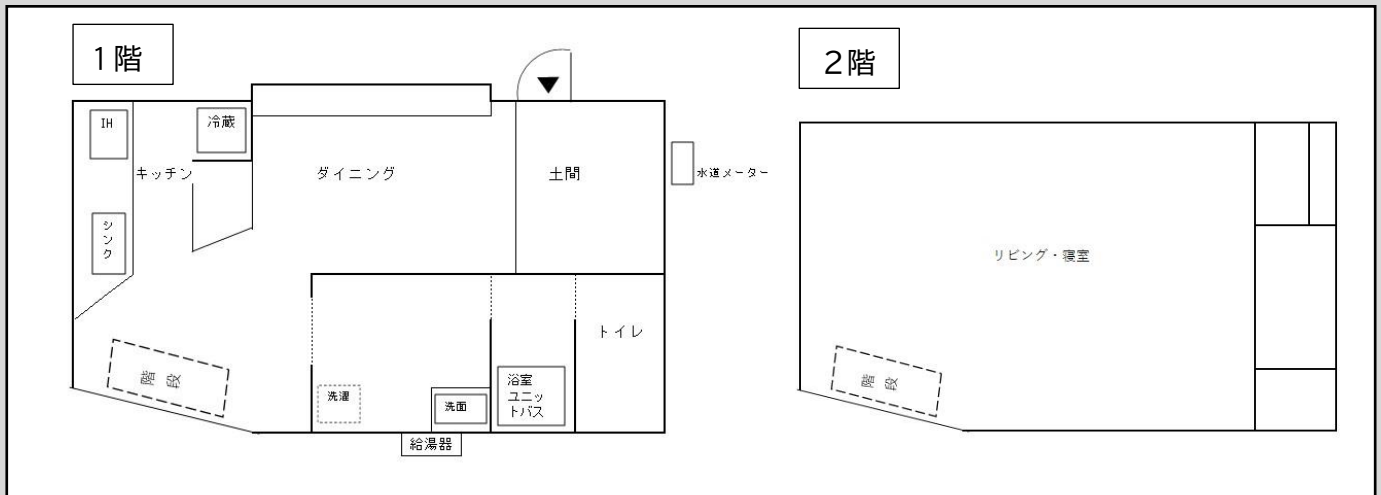 1階
2階
IH
冷蔵
キッチン
ダイニング
土間
水道メーター
シンク
リビング・寝室
トイレ
階段
階段
洗濯
洗面
浴室
ユニッ
トバス
給湯器